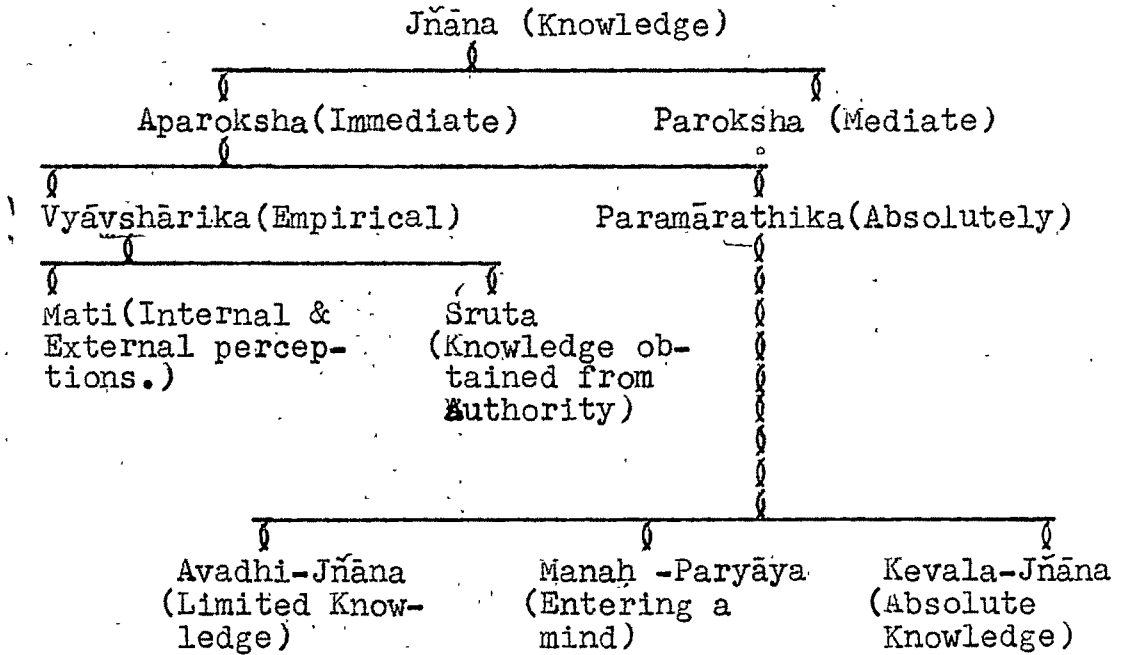 Jñāna (Knowledge)
Aparoksha(Immediate) Paroksha (Mediate)
Vyāvshārika(Empirical) Paramārathika(Absolutely)
Mati(Internal & Śruta
External percep- (Knowledge ob-
tions.) tained from
Authority)
Avadhi-Jñāna Manaḥ -Paryāya Kevala-Jñāna
(Limited Know- (Entering a (Absolute
ledge) mind) Knowledge)